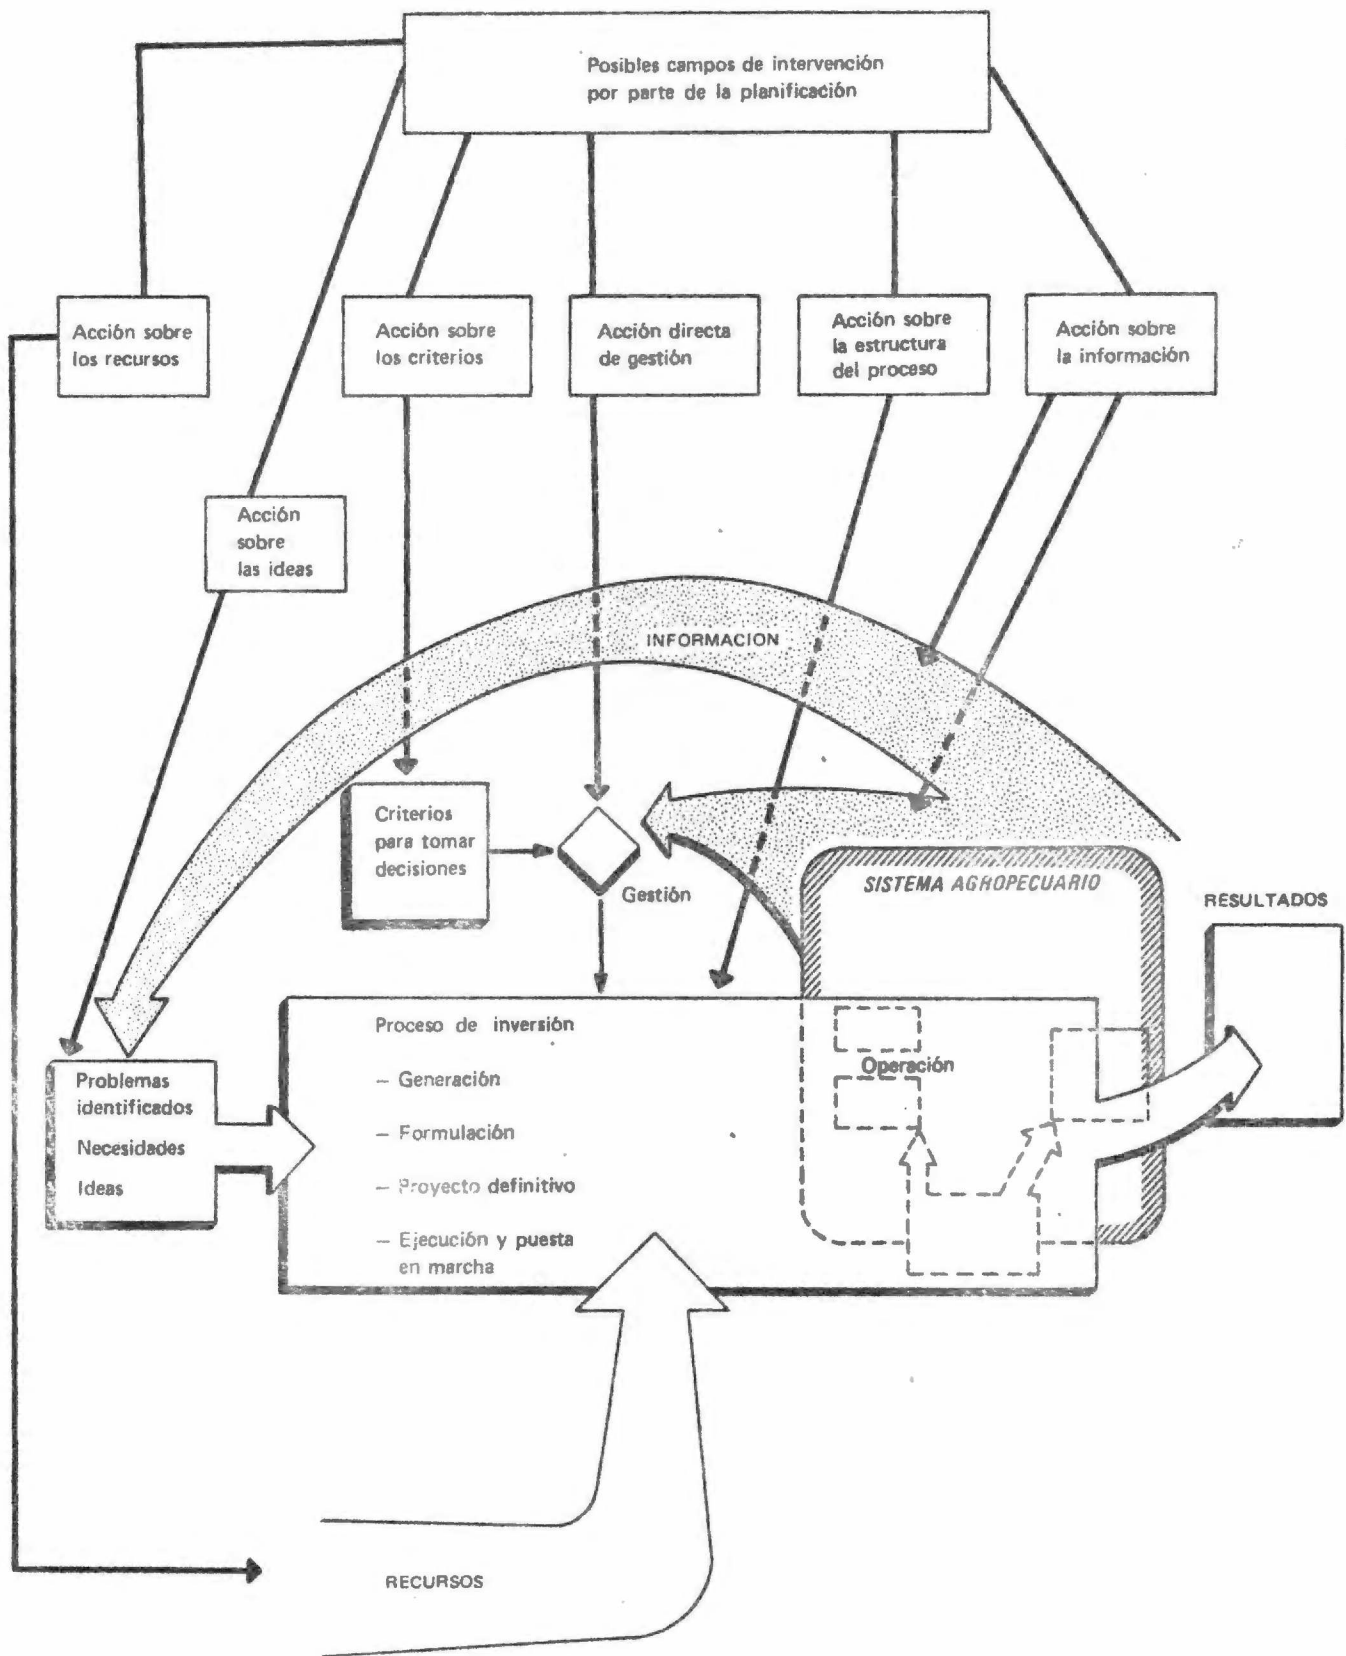 Posibles campos de intervención
por parte de la planificación
Acción sobre
los recursos
Acción sobre
los criterios
Acción directa
de gestión
Acción sobre
la estructura
del proceso
Acción sobre
la información
Acción
sobre
las ideas
INFORMACION
Criterios
para tomar
decisiones
Gestión
SISTEMA AGROPECUARIO
RESULTADOS
Problemas
identificados
Necesidades
Ideas
Proceso de inversión
– Generación
– Formulación
– Proyecto definitivo
– Ejecución y puesta
en marcha
Operación
RECURSOS